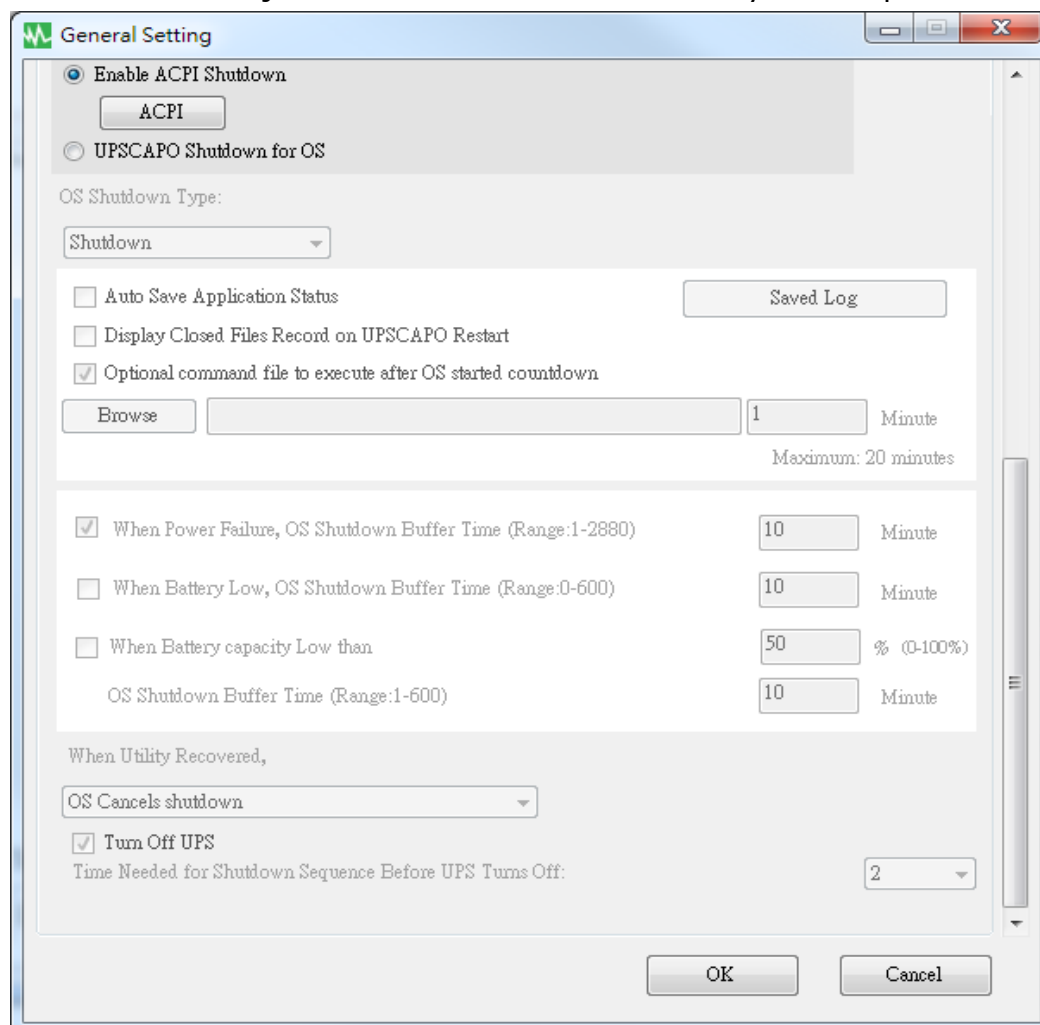 General Setting
Enable ACPI Shutdown
ACPI
UPSCAPO Shutdown for OS
OS Shutdown Type:
Shutdown
Auto Save Application Status
Saved Log
Display Closed Files Record on UPSCAPO Restart
Optional command file to execute after OS started countdown
Browse 1 Minute
Maximum: 20 minutes
When Power Failure, OS Shutdown Buffer Time (Range:1-2880) 10 Minute
When Battery Low, OS Shutdown Buffer Time (Range:0-600) 10 Minute
When Battery capacity Low than 50 % (0-100%)
OS Shutdown Buffer Time (Range:1-600) 10 Minute
When Utility Recovered,
OS Cancels shutdown
Turn Off UPS
Time Needed for Shutdown Sequence Before UPS Turns Off: 2
OK Cancel